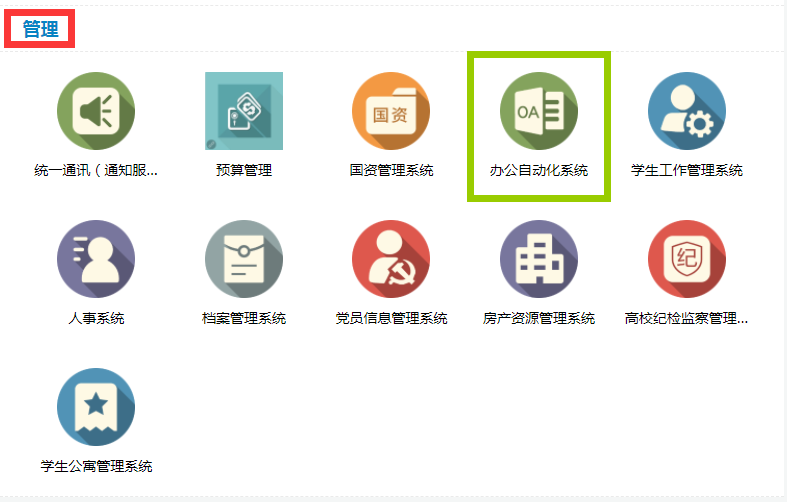 管理
国资
OA
统一通讯（通知服...
预算管理
国资管理系统
办公自动化系统
学生工作管理系统
纪
人事系统
档案管理系统
党员信息管理系统
房产资源管理系统
高校纪检监察管理...
学生公寓管理系统